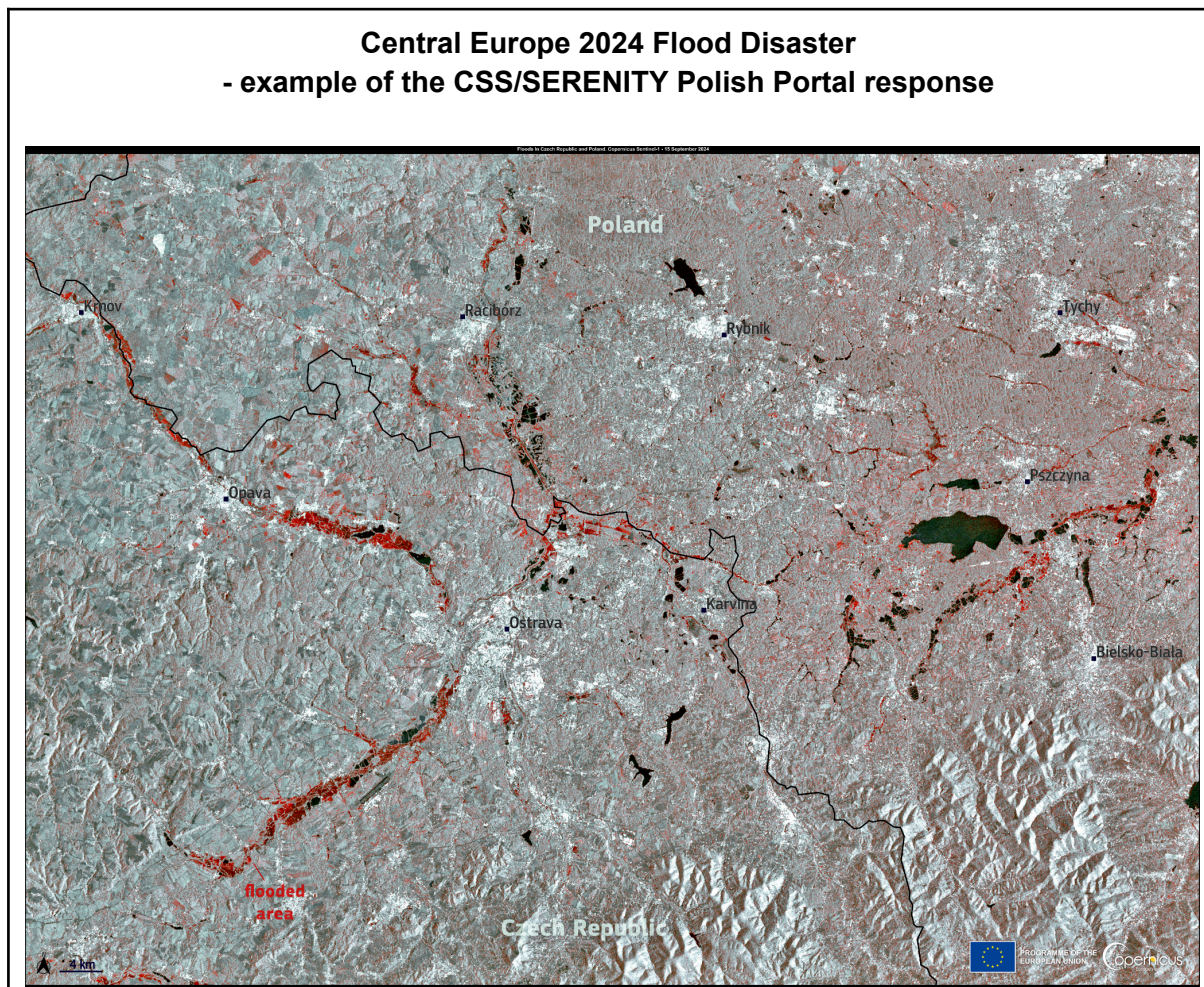 Central Europe 2024 Flood Disaster
- example of the CSS/SERENITY Polish Portal response
Floods in Czech Republic and Poland. Copernicus Sentinel-1 - 15 September 2024
Poland
Krnov
Racibórz
Rybnik
Tychy
Pszczyna
Opava
Karvina
Ostrava
Bielsko-Biała
flooded
area
Czech Republic
4 km
PROGRAMME OF THE
EUROPEAN UNION
Copernicus